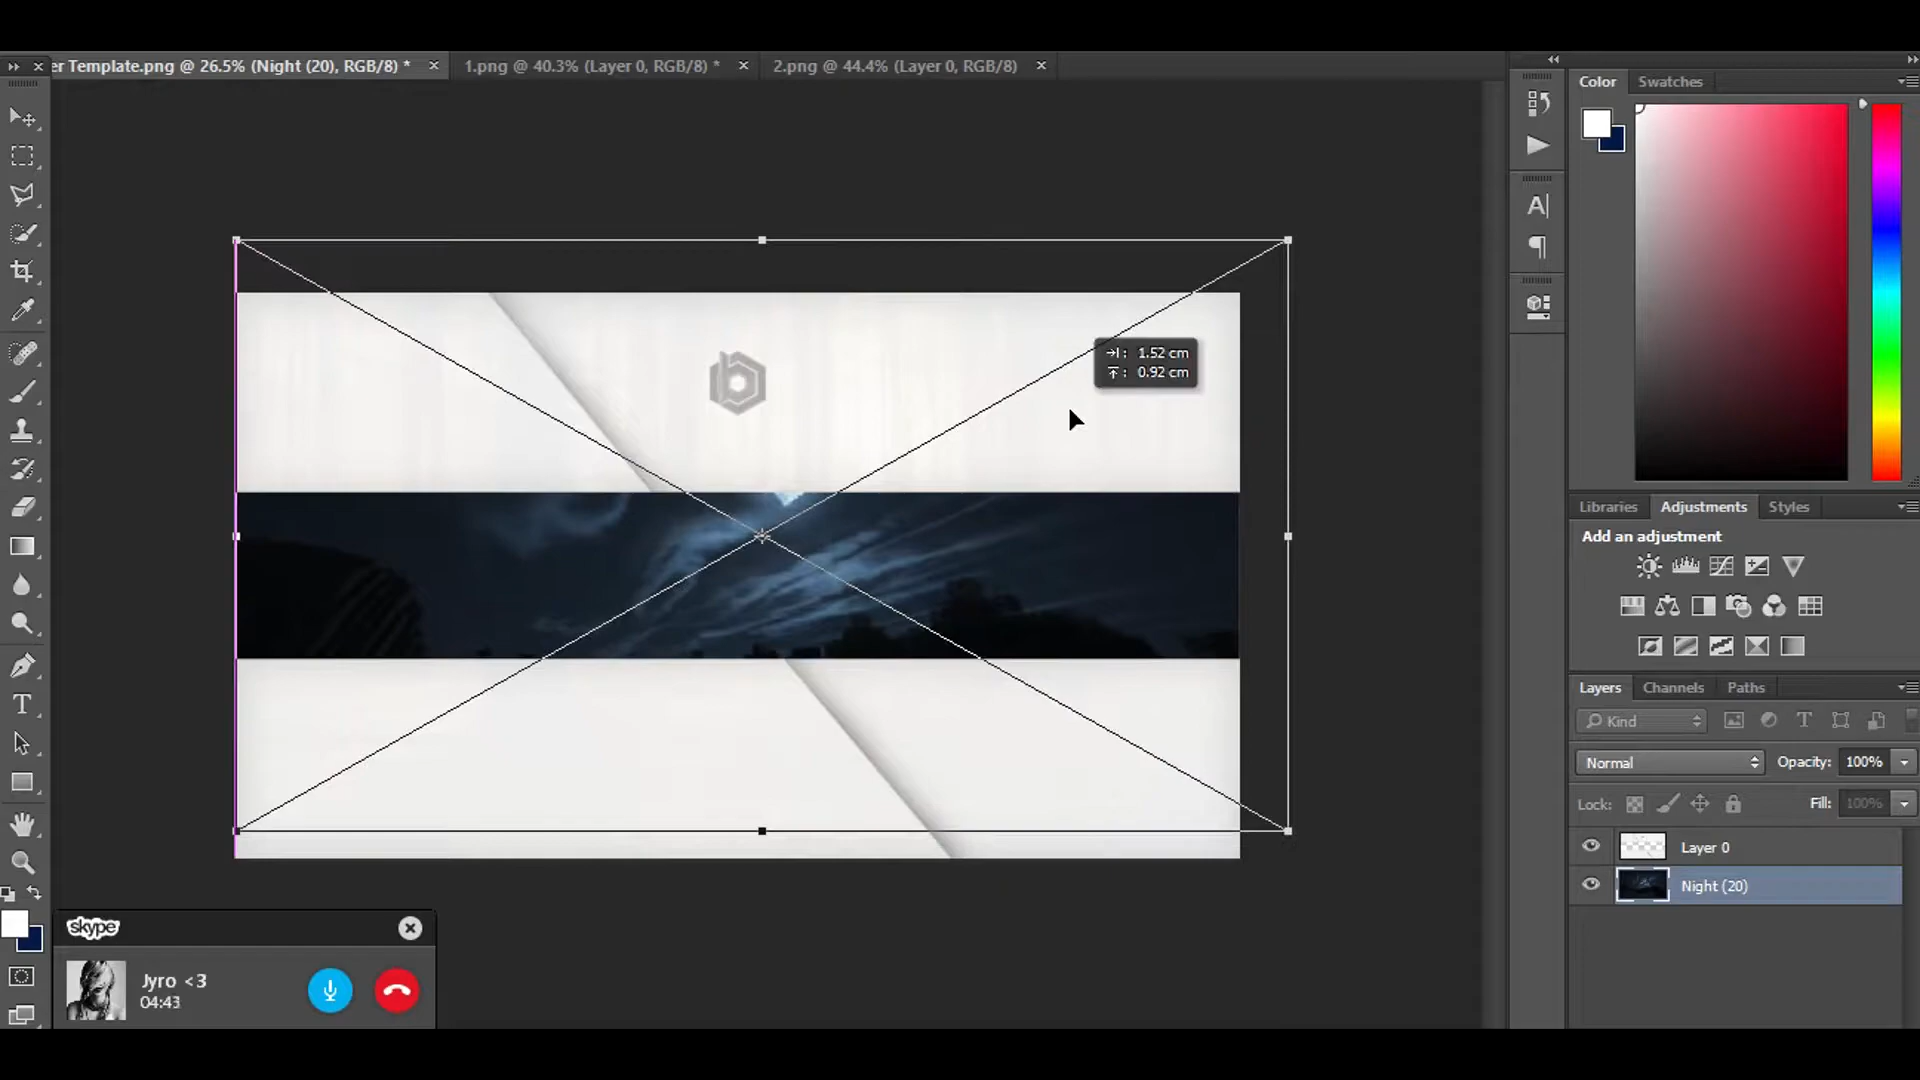 er Template.png @ 26.5% (Night (20), RGB/8) *
1.png @ 40.3% (Layer 0, RGB/8) *
2.png @ 44.4% (Layer 0, RGB/8)
Color
Swatches
1.52 cm
0.92 cm
Libraries
Adjustments
Styles
Add an adjustment
Layers
Channels
Paths
Kind
Normal
Opacity: 100%
Lock:
Fill: 100%
Layer 0
Night (20)
skype
Jyro <3
04:43